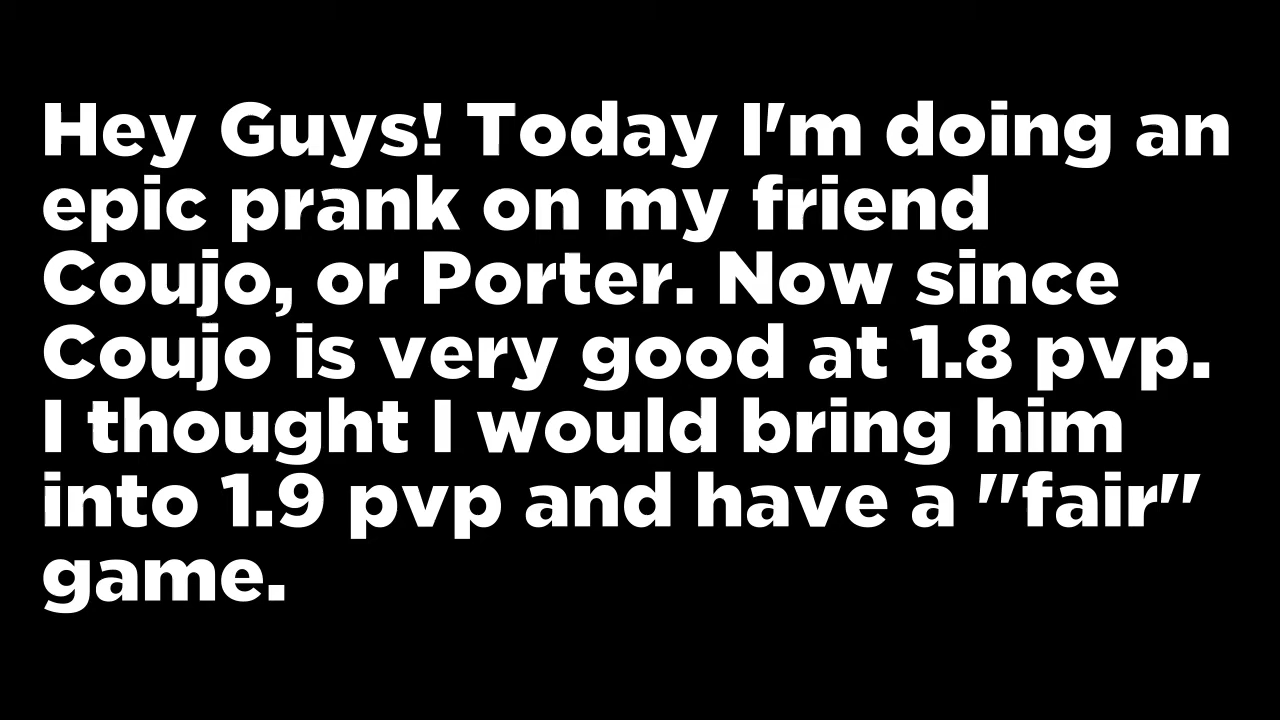 Hey Guys! Today I'm doing an
epic prank on my friend
Coujo, or Porter. Now since
Coujo is very good at 1.8 pvp.
I thought I would bring him
into 1.9 pvp and have a "fair"
game.